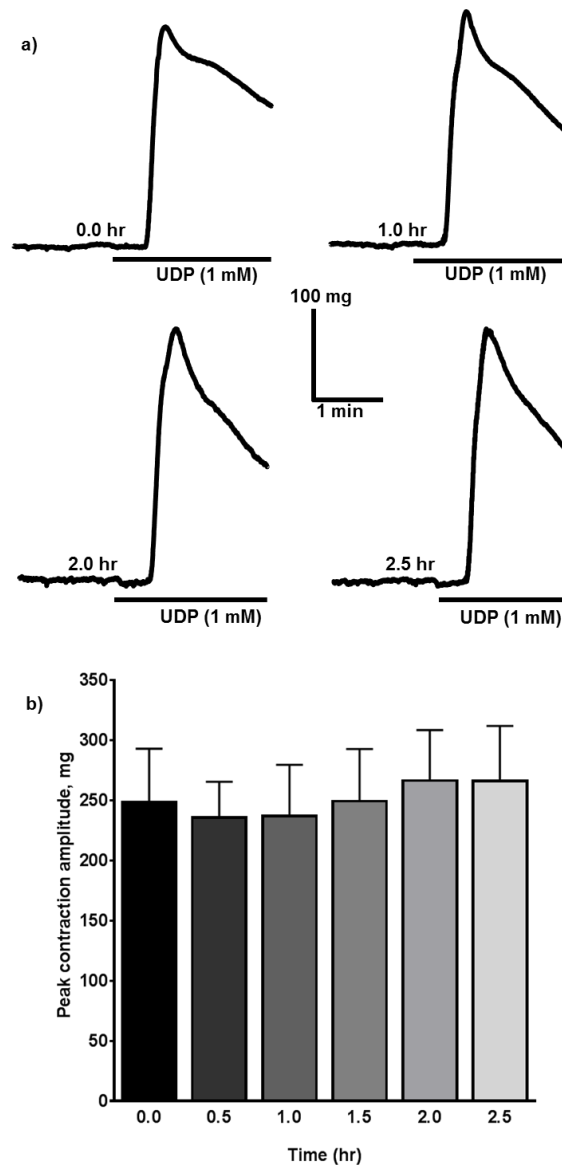 a)
0.0 hr
UDP (1 mM)
1.0 hr
UDP (1 mM)
100 mg
1 min
2.0 hr
UDP (1 mM)
2.5 hr
UDP (1 mM)
b)
Peak contraction amplitude, mg
350
300
250
200
150
100
50
0
0.0 0.5 1.0 1.5 2.0 2.5
Time (hr)